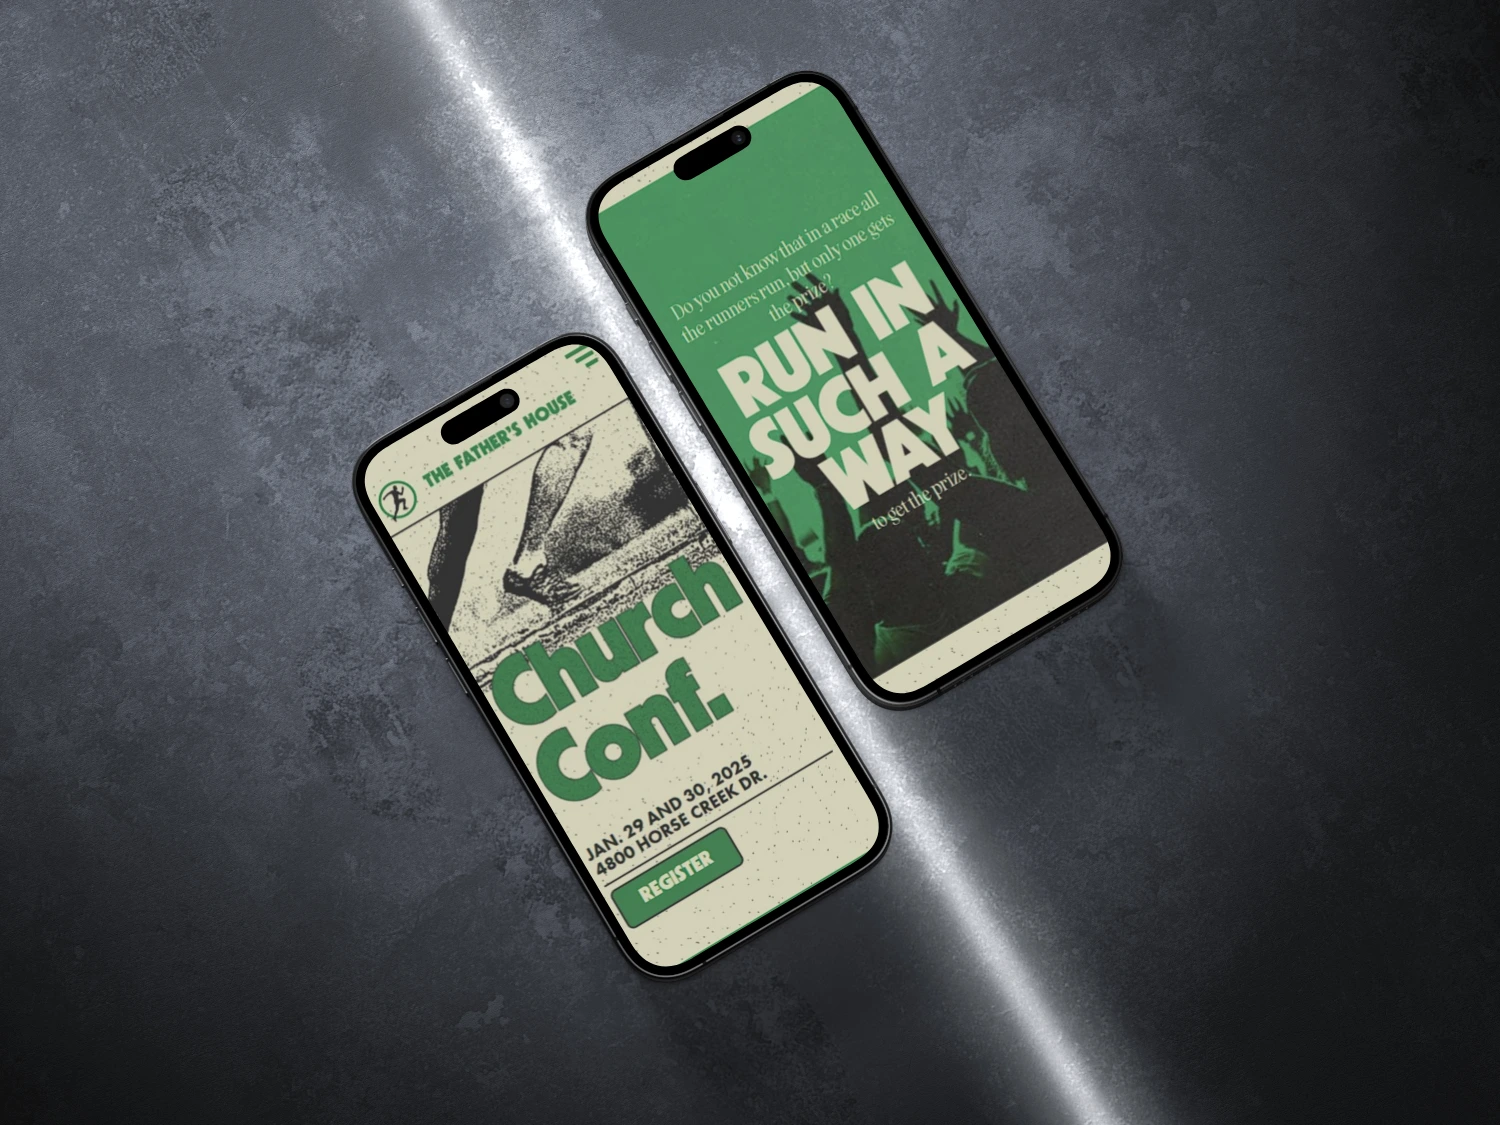 THE FATHER'S HOUSE
Church
Conf.
JAN. 29 AND 30, 2025
4800 HORSE CREEK DR.
REGISTER
Do you not know that in a race all
the runners run, but only one gets
the prize?
RUN IN
SUCH A
WAY
to get the prize.